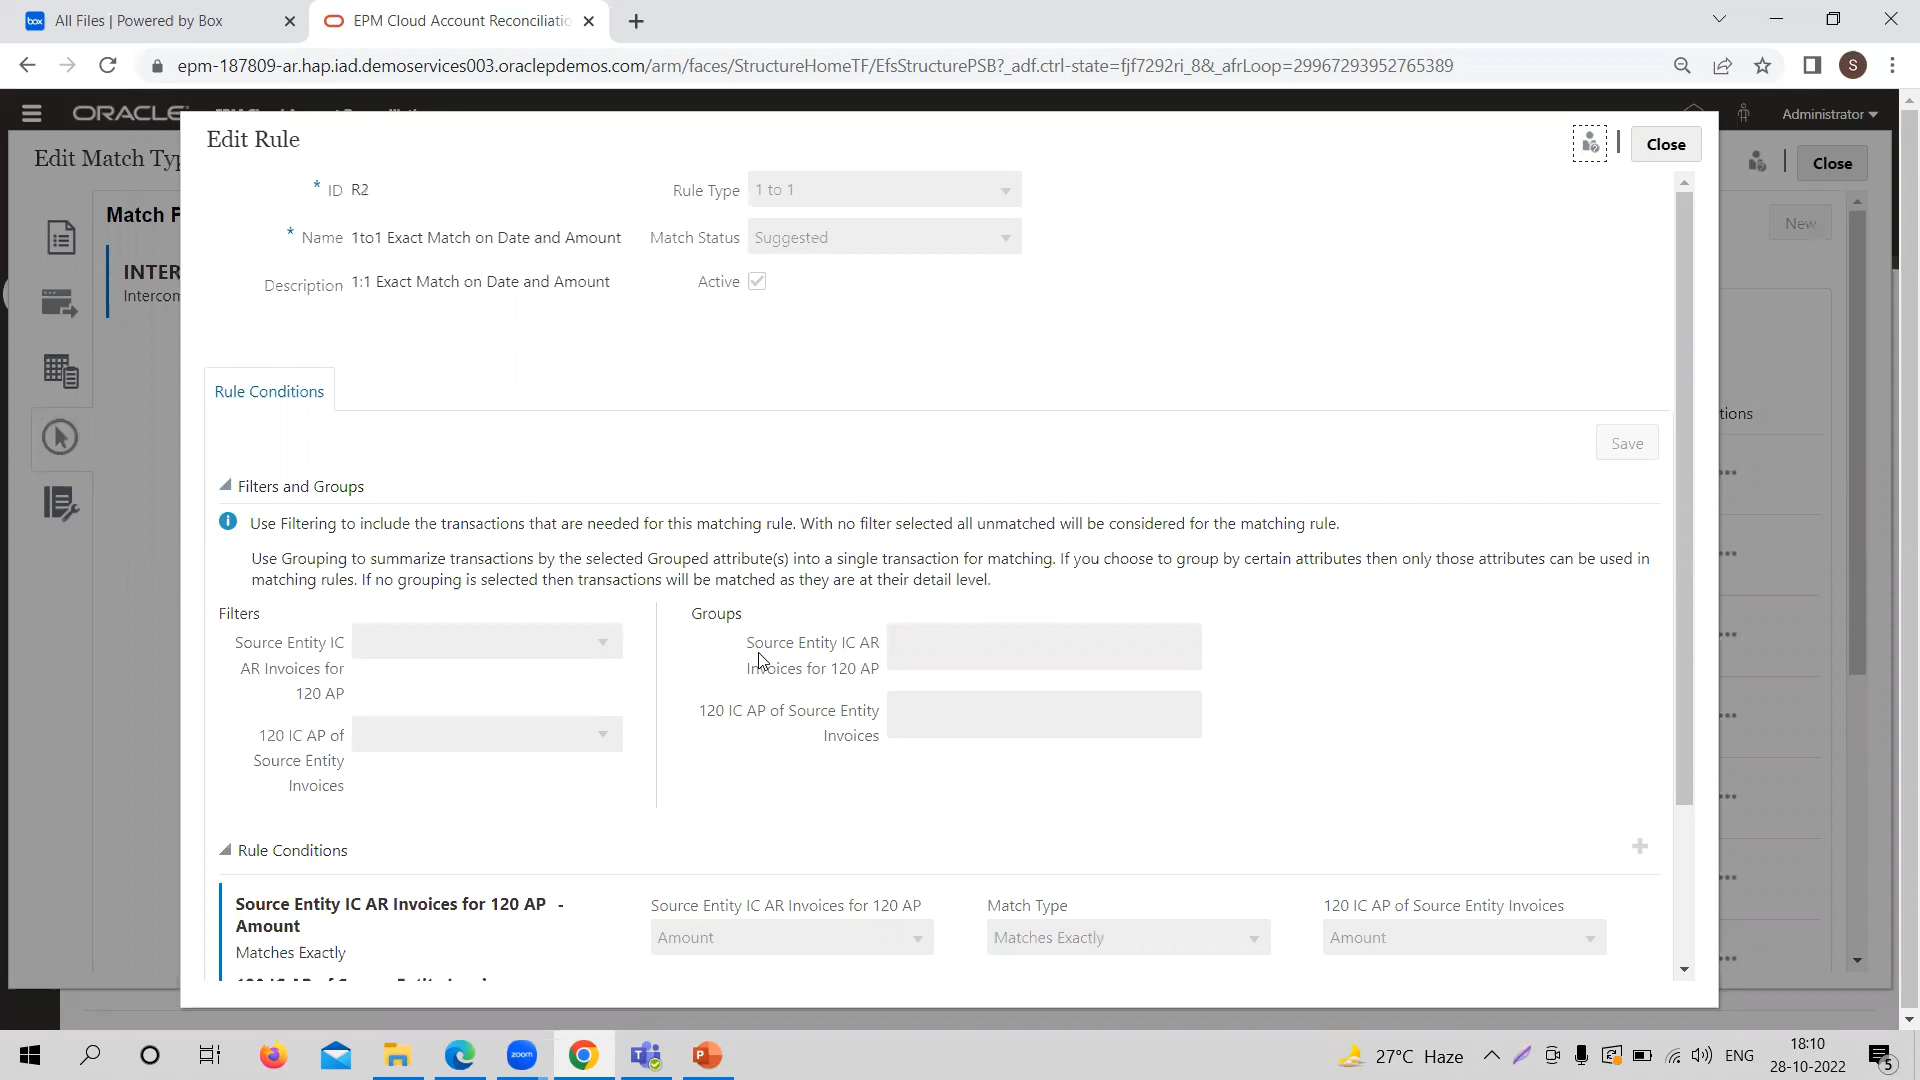 All Files | Powered by Box
EPM Cloud Account Reconciliatio
epm-187809-ar.hap.iad.demoservices003.oraclepdemos.com/arm/faces/StructureHomeTF/EfsStructurePSB?_adf.ctrl-state=fjf7292ri_8&_afrLoop=29967293952765389
S
ORACLE
Administrator
Edit Match Typ
Close
New
Match F
INTER
Intercom
tions
Edit Rule
Close
* ID R2
Rule Type 1 to 1
* Name 1to1 Exact Match on Date and Amount
Match Status Suggested
Description 1:1 Exact Match on Date and Amount
Active
Rule Conditions
Save
Filters and Groups
Use Filtering to include the transactions that are needed for this matching rule. With no filter selected all unmatched will be considered for the matching rule.
Use Grouping to summarize transactions by the selected Grouped attribute(s) into a single transaction for matching. If you choose to group by certain attributes then only those attributes can be used in
matching rules. If no grouping is selected then transactions will be matched as they are at their detail level.
Filters
Source Entity IC
AR Invoices for
120 AP
120 IC AP of
Source Entity
Invoices
Groups
Source Entity IC AR
Invoices for 120 AP
120 IC AP of Source Entity
Invoices
Rule Conditions
Source Entity IC AR Invoices for 120 AP -
Amount
Matches Exactly
Source Entity IC AR Invoices for 120 AP
Amount
Match Type
Matches Exactly
120 IC AP of Source Entity Invoices
Amount
box
zoom
27°C Haze
ENG
18:10
28-10-2022
5